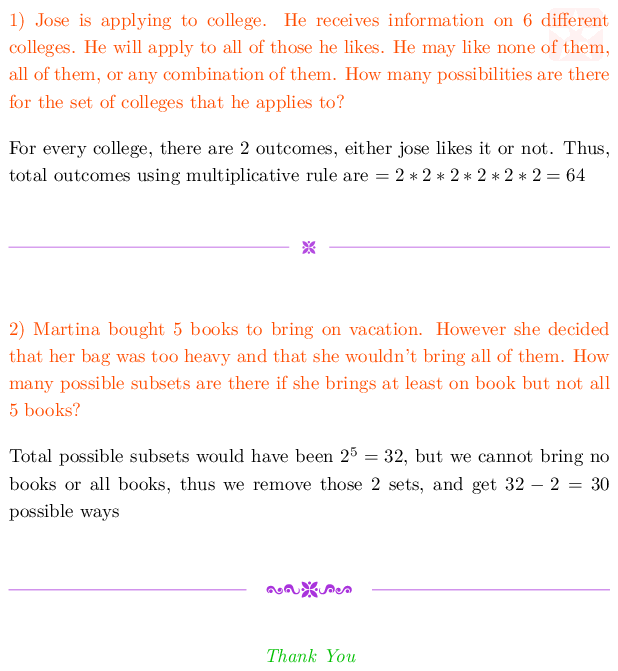 1) Jose is applying to college. He receives information on 6 different
colleges. He will apply to all of those he likes. He may like none of them,
all of them, or any combination of them. How many possibilities are there
for the set of colleges that he applies to?
For every college, there are 2 outcomes, either jose likes it or not. Thus,
total outcomes using multiplicative rule are = 2 ∗ 2 ∗ 2 ∗ 2 ∗ 2 ∗ 2 = 64
2) Martina bought 5 books to bring on vacation. However she decided
that her bag was too heavy and that she wouldn't bring all of them. How
many possible subsets are there if she brings at least on book but not all
5 books?
Total possible subsets would have been 2⁵ = 32, but we cannot bring no
books or all books, thus we remove those 2 sets, and get 32 − 2 = 30
possible ways
Thank You